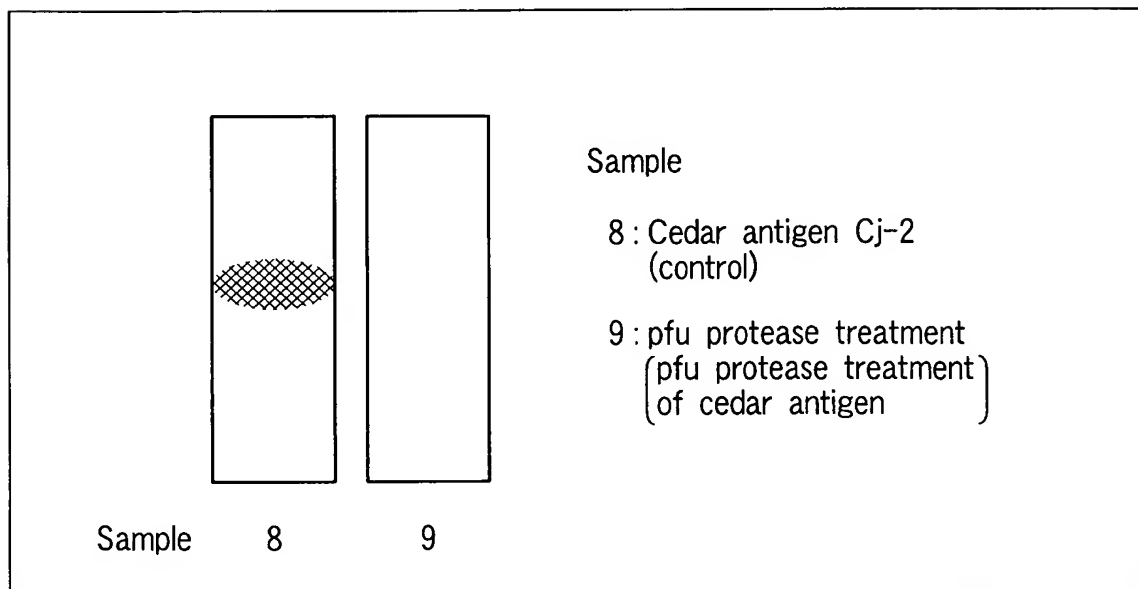 Sample
8 : Cedar antigen Cj-2
(control)
9 : pfu protease treatment
(pfu protease treatment
of cedar antigen)
Sample 8 9